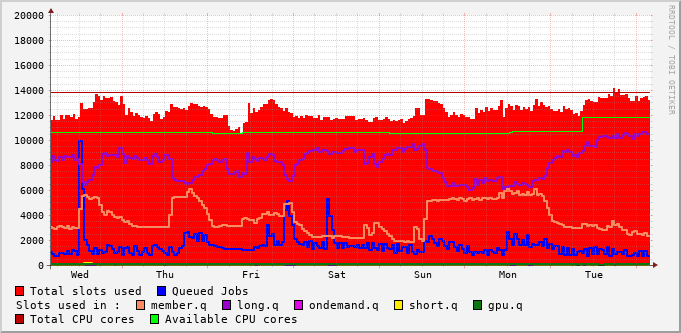 20000
18000
16000
14000
12000
10000
8000
6000
4000
2000
0
Wed Thu Fri Sat Sun Mon Tue
RRDTOOL / TOBI OETIKER
Total slots used Queued Jobs
Slots used in : member.q long.q ondemand.q short.q gpu.q
Total CPU cores Available CPU cores